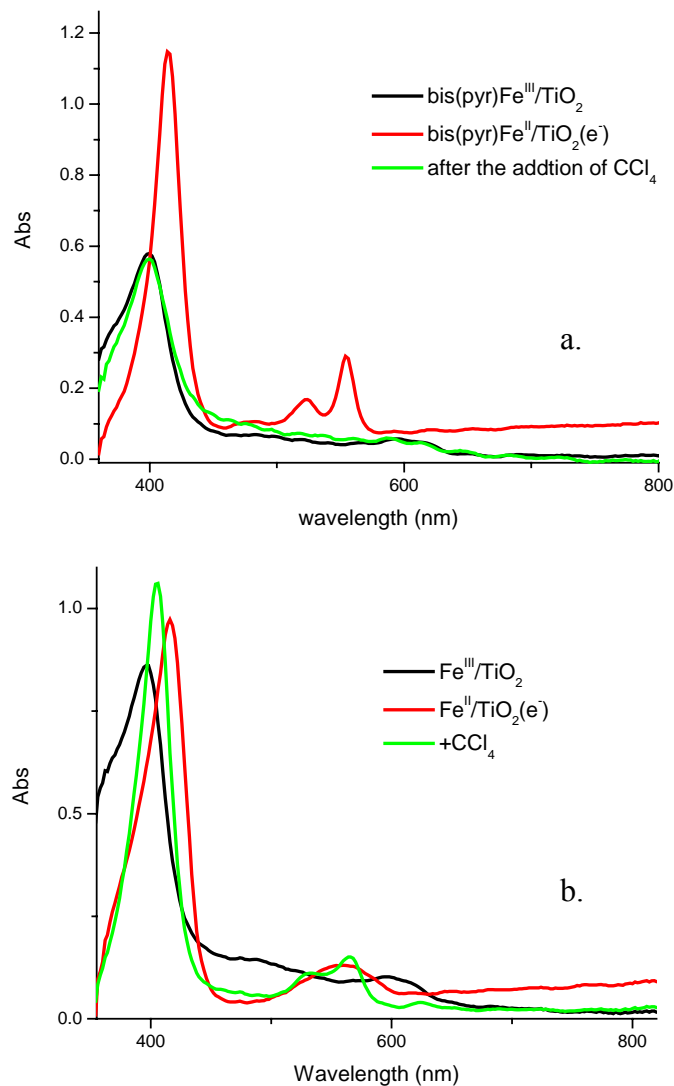 1.2
1.0
0.8
0.6
0.4
0.2
0.0
Abs
bis(pyr)Fe^III/TiO₂
bis(pyr)Fe^II/TiO₂(e⁻)
after the addtion of CCl₄
a.
400
600
800
wavelength (nm)
1.0
0.5
0.0
Abs
Fe^III/TiO₂
Fe^II/TiO₂(e⁻)
+CCl₄
b.
400
600
800
Wavelength (nm)